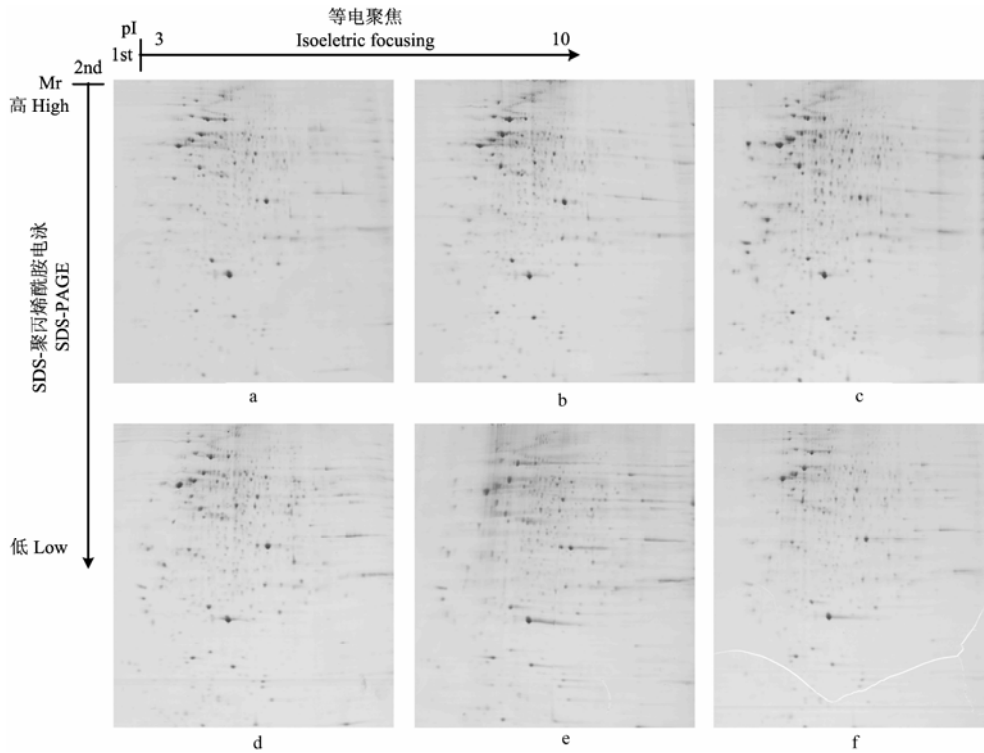 等电聚焦
pI
3
Isoeletric focusing
10
1st
2nd
Mr
高 High
SDS-聚丙烯酰胺电泳
SDS-PAGE
低 Low
a
b
c
d
e
f